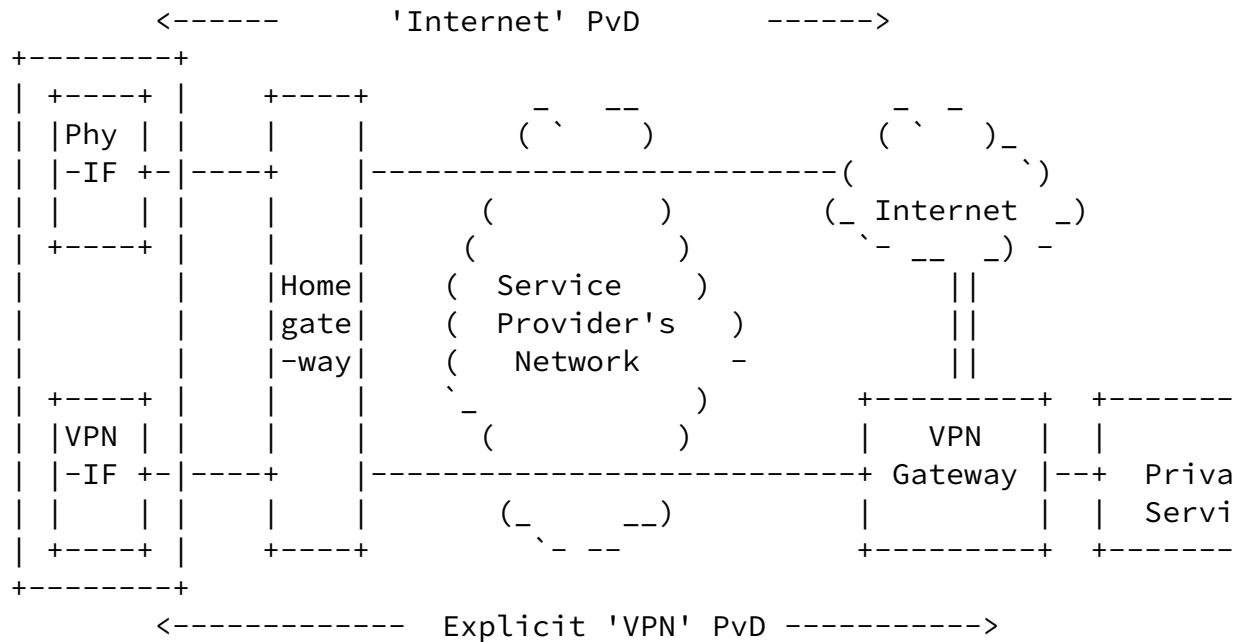 <------ 'Internet' PvD ------>
Phy
-IF
Internet
Home Service
gate Provider's
-way Network
VPN VPN
-IF Gateway Priva
Servi
<------------- Explicit 'VPN' PvD ----------->